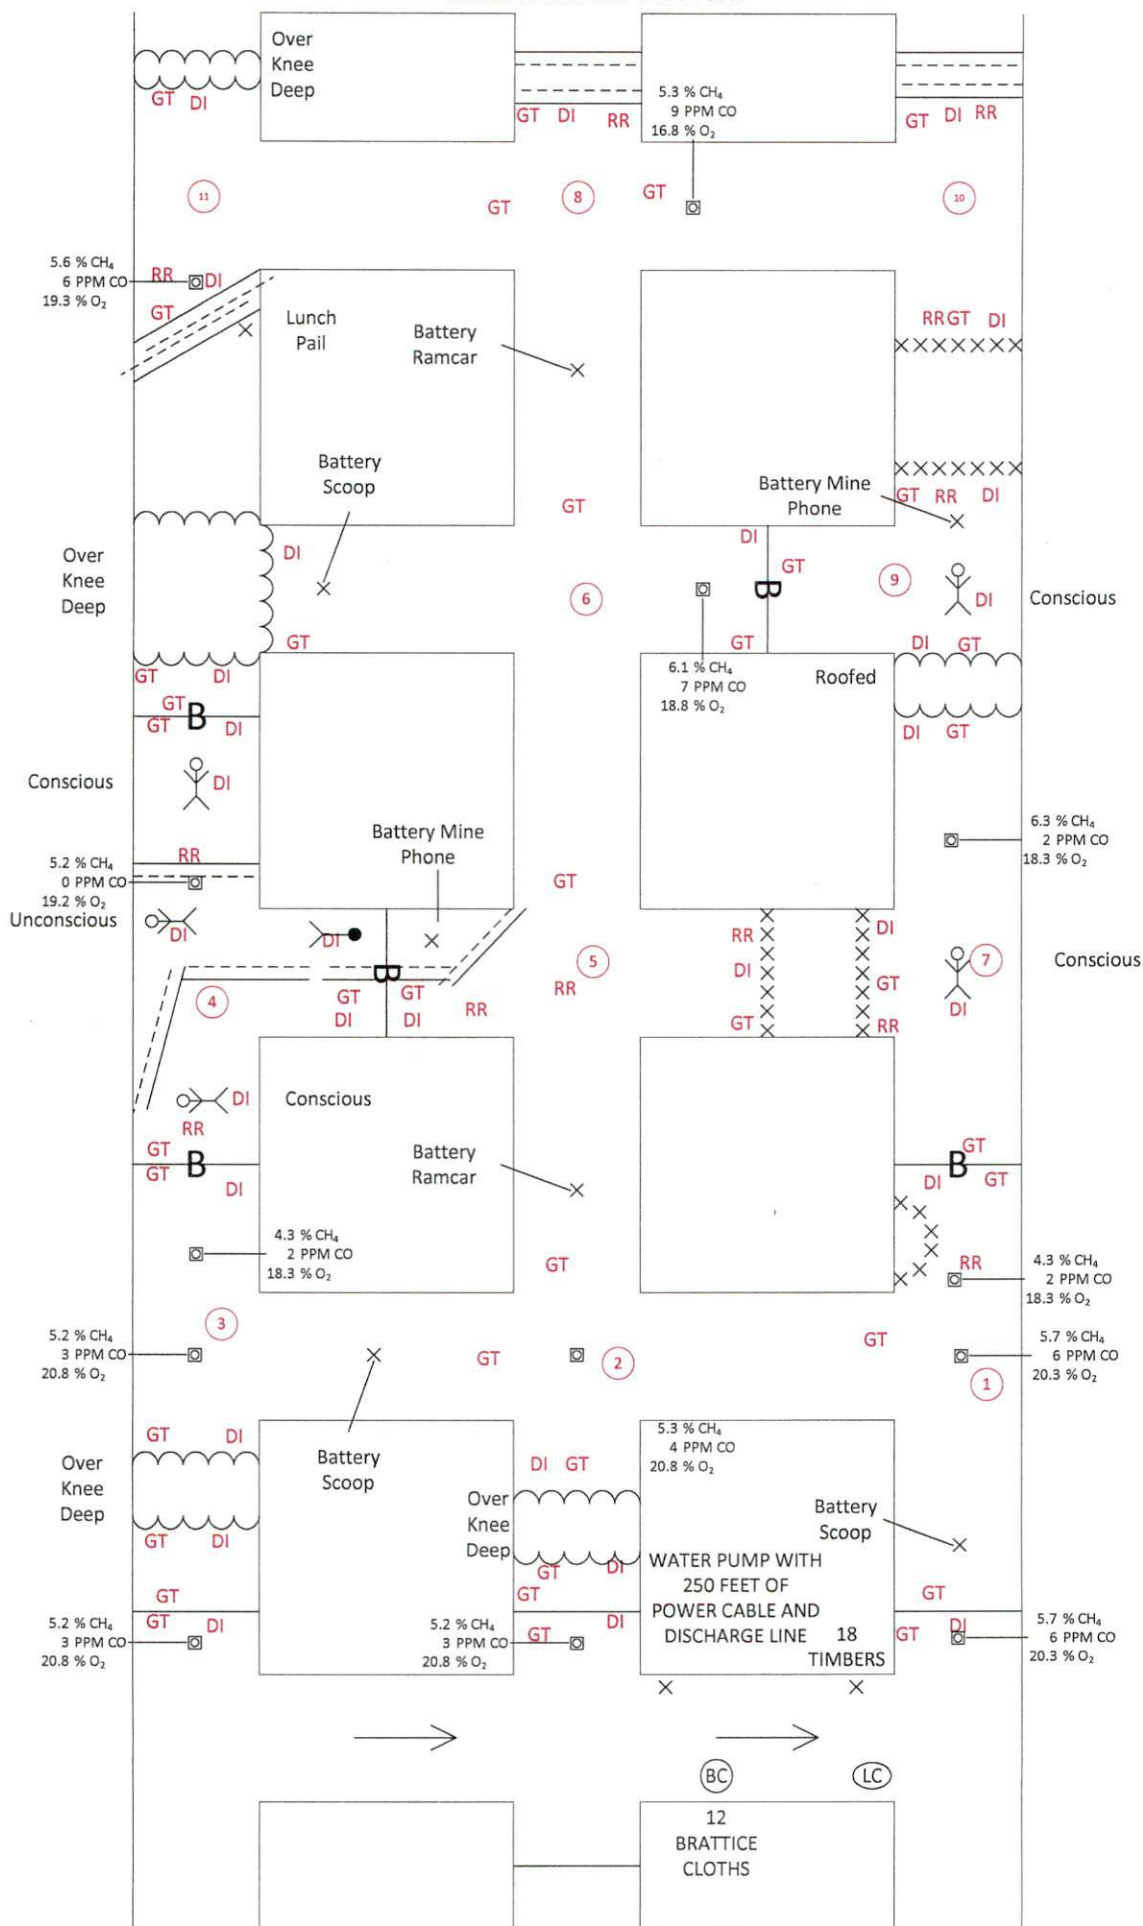 Over
Knee
Deep
GT DI
GT DI RR
GT DI RR
5.3 % CH₄
9 PPM CO
16.8 % O₂
11
GT
8
GT
10
5.6 % CH₄
6 PPM CO
19.3 % O₂
RR DI
GT
Lunch
Pail
Battery
Ramcar
RR GT DI
Battery
Scoop
GT
Battery Mine
Phone
GT RR DI
Over
Knee
Deep
DI
GT
6
DI
GT
B
GT
9
DI
Conscious
GT DI
6.1 % CH₄
7 PPM CO
18.8 % O₂
Roofed
DI GT
GT
GT B DI
DI GT
Conscious
DI
Battery Mine
Phone
6.3 % CH₄
2 PPM CO
18.3 % O₂
RR
5.2 % CH₄
0 PPM CO
19.2 % O₂
GT
Unconscious
DI
DI
B
RR
DI
GT
DI
GT
RR
7
DI
Conscious
5
4
GT GT
DI DI
RR
RR
DI
Conscious
RR
GT
GT B
DI
Battery
Ramcar
GT
B
DI GT
4.3 % CH₄
2 PPM CO
18.3 % O₂
GT
RR
4.3 % CH₄
2 PPM CO
18.3 % O₂
3
5.2 % CH₄
3 PPM CO
20.8 % O₂
GT
2
GT
5.7 % CH₄
6 PPM CO
20.3 % O₂
1
5.3 % CH₄
4 PPM CO
20.8 % O₂
GT DI
Over
Knee
Deep
GT DI
Battery
Scoop
DI GT
Over
Knee
Deep
GT DI
Battery
Scoop
WATER PUMP WITH
250 FEET OF
POWER CABLE AND
DISCHARGE LINE
18
TIMBERS
GT
GT DI
5.2 % CH₄
3 PPM CO
20.8 % O₂
GT
GT DI
5.2 % CH₄
3 PPM CO
20.8 % O₂
GT
GT DI
5.7 % CH₄
6 PPM CO
20.3 % O₂
BC
LC
12
BRATTICE
CLOTHS